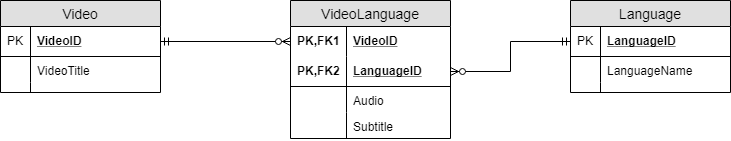 Video
PK VideoID
VideoTitle
VideoLanguage
PK,FK1 VideoID
PK,FK2 LanguageID
Audio
Subtitle
Language
PK LanguageID
LanguageName